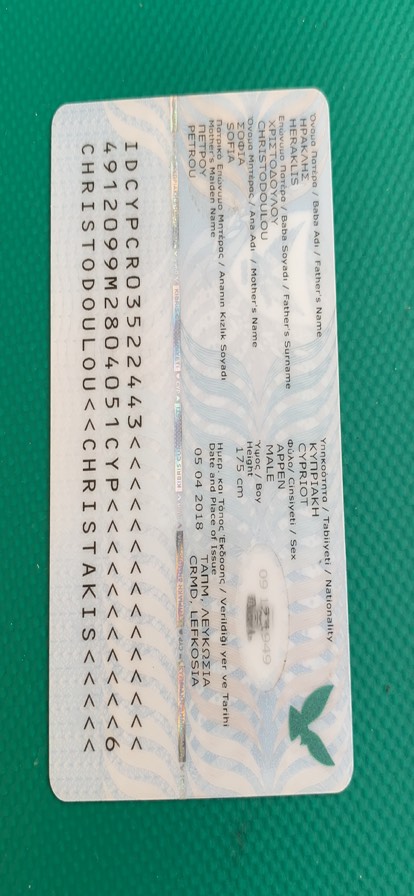 Όνομα Πατέρα / Baba Adı / Father's Name
ΗΡΑΚΛΗΣ
HERAKLIS
Επώνυμο Πατέρα / Baba Soyadı / Father's Surname
ΧΡΙΣΤΟΔΟΥΛΟΥ
CHRISTODOULOU
Όνομα Μητέρας / Ana Adı / Mother's Name
ΣΟΦΙΑ
SOFIA
Πατρικό Επώνυμο Μητέρας / Ananın Kızlık Soyadı
Mother's Maiden Name
ΠΕΤΡΟΥ
PETROU
Υπηκοότητα / Tabiiyeti / Nationality
ΚΥΠΡΙΑΚΗ
CYPRIOT
Φύλο / Cinsiyeti / Sex
ΑΡΡΕΝ
MALE
Ύψος / Boy
Height
175 cm
Ημερ. και Τόπος Έκδοσης / Verildiği yer ve Tarihi
Date and Place of Issue
05 04 2018
ΤΑΠΜ, ΛΕΥΚΩΣΙΑ
CRMD, LEFKOSIA
IDCYPCR03522443<<<<<<<<<<<<<<<
4912099M2804051CYP<<<<<<<<<<<6
CHRISTODOULOU<<CHRISTAKIS<<<<<